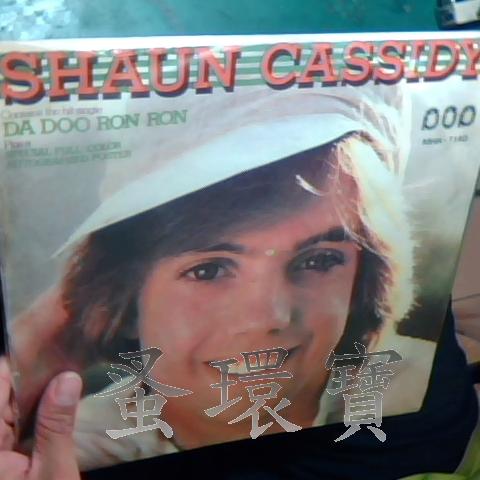 SHAUN CASSIDY
Contains the hit single
DA DOO RON RON
Plus a
SPECIAL FULL COLOR
AUTOGRAPHED POSTER
蚤環寶